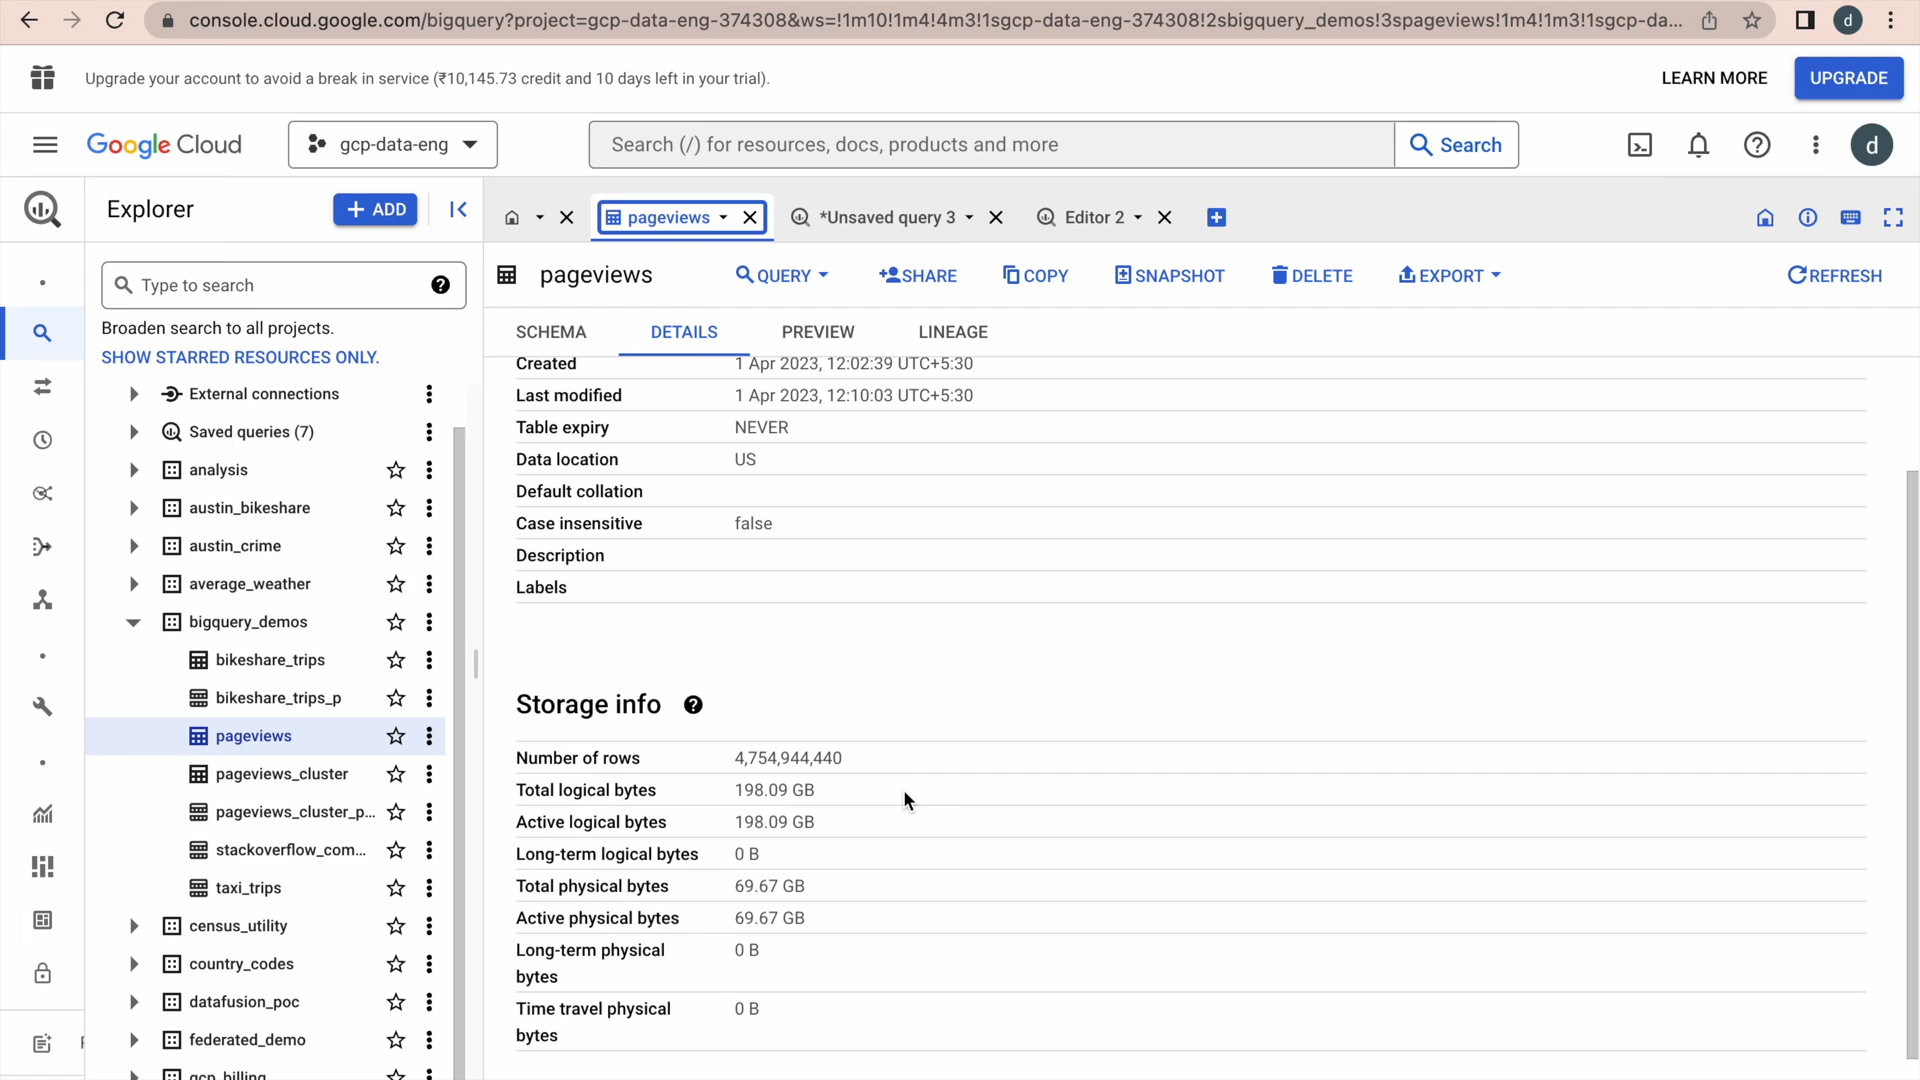 console.cloud.google.com/bigquery?project=gcp-data-eng-374308&ws=!1m10!1m4!4m3!1sgcp-data-eng-374308!2sbigquery_demos!3spageviews!1m4!1m3!1sgcp-da...
d
Upgrade your account to avoid a break in service (₹10,145.73 credit and 10 days left in your trial).
LEARN MORE
UPGRADE
Google Cloud
gcp-data-eng
Search (/) for resources, docs, products and more
Search
d
Explorer
+ ADD
pageviews
*Unsaved query 3
Editor 2
Type to search
pageviews
QUERY
SHARE
COPY
SNAPSHOT
DELETE
EXPORT
REFRESH
Broaden search to all projects.
SHOW STARRED RESOURCES ONLY.
SCHEMA
DETAILS
PREVIEW
LINEAGE
External connections
Saved queries (7)
analysis
austin_bikeshare
austin_crime
average_weather
bigquery_demos
bikeshare_trips
bikeshare_trips_p
pageviews
pageviews_cluster
pageviews_cluster_p...
stackoverflow_com...
taxi_trips
census_utility
country_codes
datafusion_poc
federated_demo
gcp_billing
Created 1 Apr 2023, 12:02:39 UTC+5:30
Last modified 1 Apr 2023, 12:10:03 UTC+5:30
Table expiry NEVER
Data location US
Default collation
Case insensitive false
Description
Labels
Storage info
Number of rows 4,754,944,440
Total logical bytes 198.09 GB
Active logical bytes 198.09 GB
Long-term logical bytes 0 B
Total physical bytes 69.67 GB
Active physical bytes 69.67 GB
Long-term physical 0 B
bytes
Time travel physical 0 B
bytes